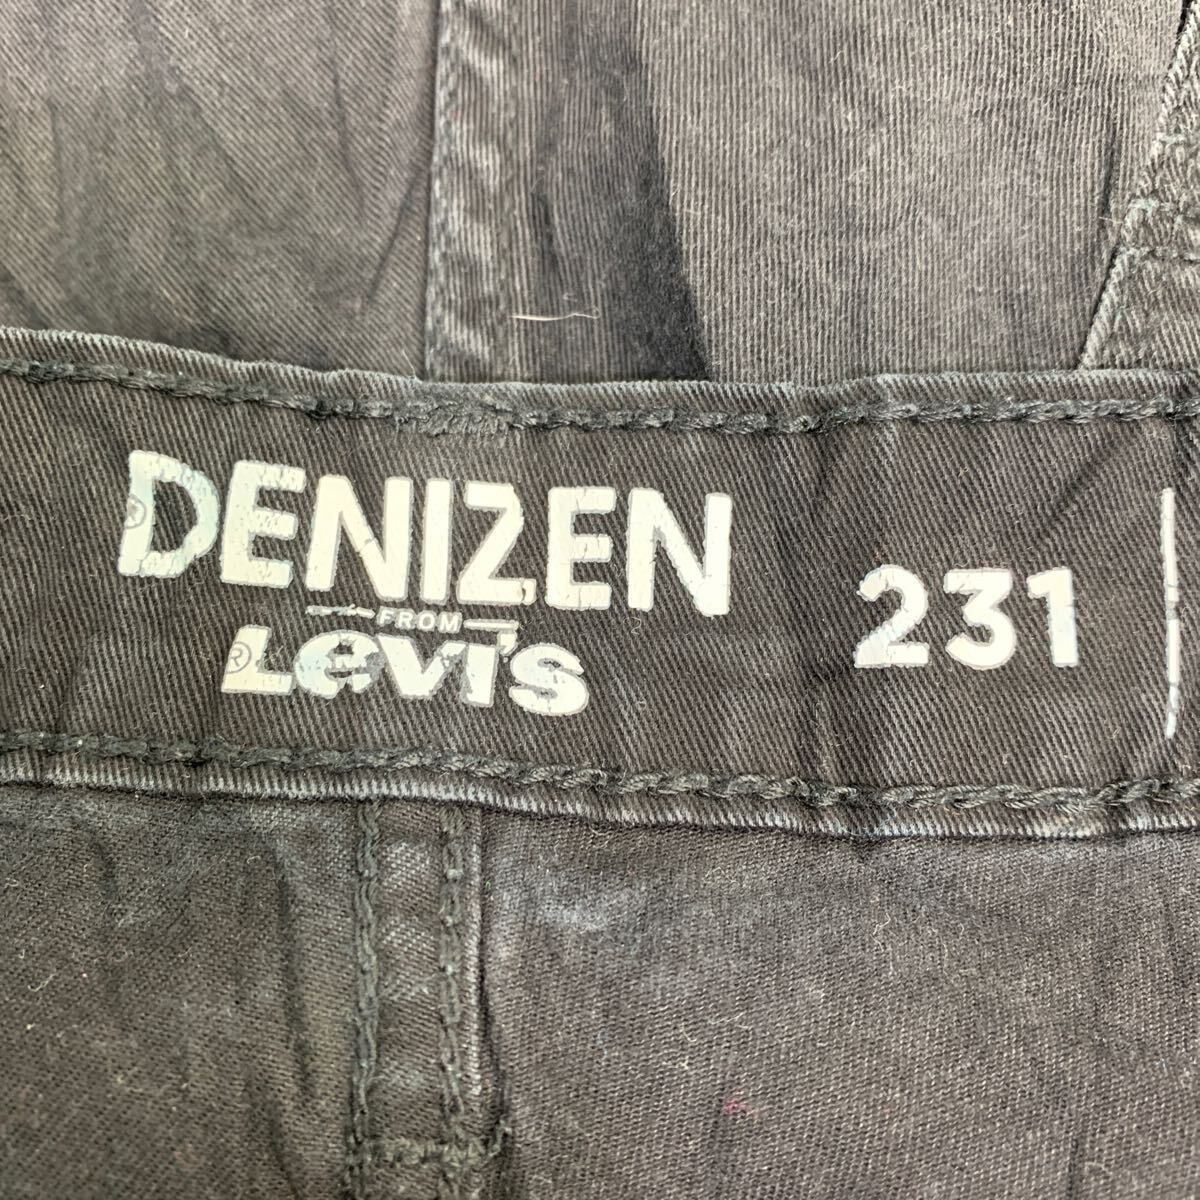 ® DENIZEN 231
FROM
® Levi's